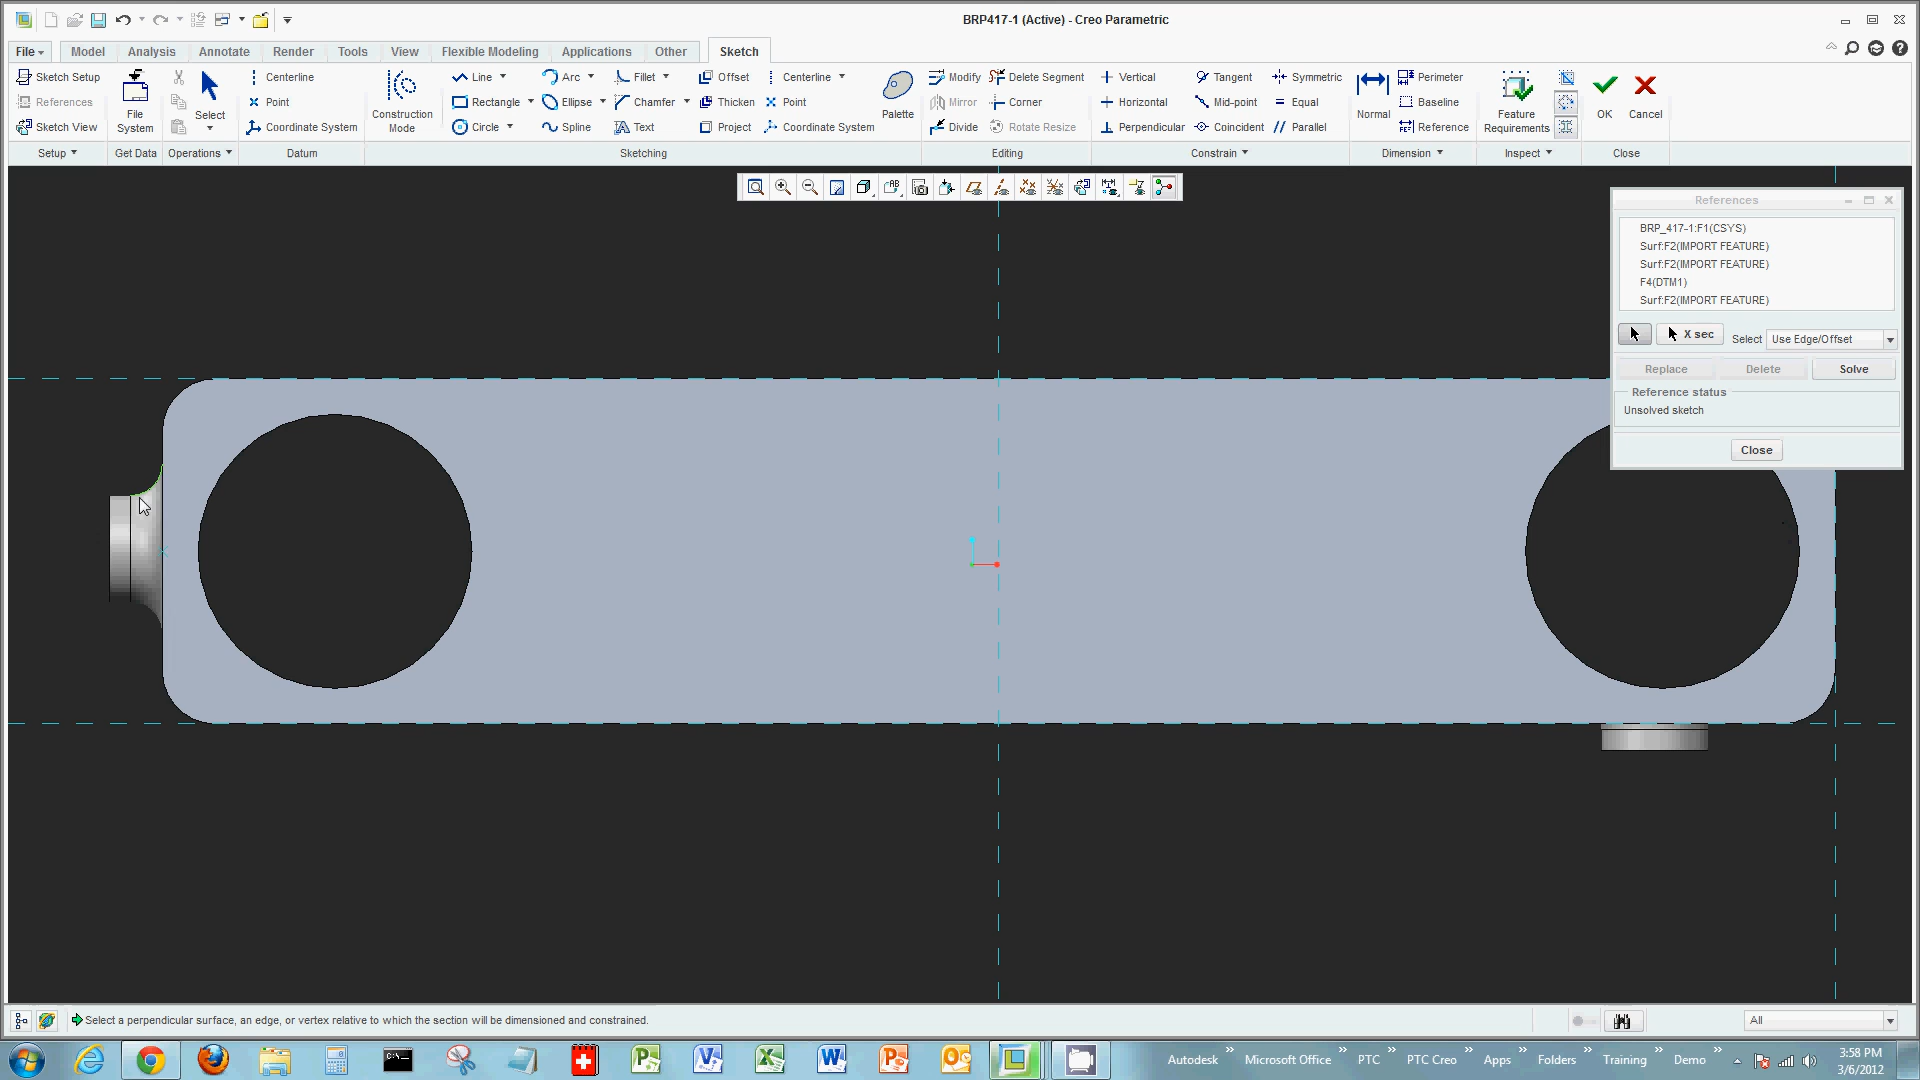 BRP417-1 (Active) - Creo Parametric
File Model Analysis Annotate Render Tools View Flexible Modeling Applications Other Sketch
Sketch Setup Centerline Line Arc Fillet Offset Centerline Modify Delete Segment Vertical Tangent Symmetric Perimeter
References Point Rectangle Ellipse Chamfer Thicken Point Mirror Corner Horizontal Mid-point Equal Baseline
File System Select Construction Mode Palette Normal Feature Requirements OK Cancel
Sketch View Coordinate System Circle Spline Text Project Coordinate System Divide Rotate Resize Perpendicular Coincident Parallel Reference
Setup Get Data Operations Datum Sketching Editing Constrain Dimension Inspect Close
References
BRP_417-1:F1(CSYS)
Surf:F2(IMPORT FEATURE)
Surf:F2(IMPORT FEATURE)
F4(DTM1)
Surf:F2(IMPORT FEATURE)
X sec Select Use Edge/Offset
Replace Delete Solve
Reference status
Unsolved sketch
Close
Select a perpendicular surface, an edge, or vertex relative to which the section will be dimensioned and constrained.
All
Autodesk » Microsoft Office » PTC » PTC Creo » Apps » Folders » Training » Demo »
3:58 PM
3/6/2012